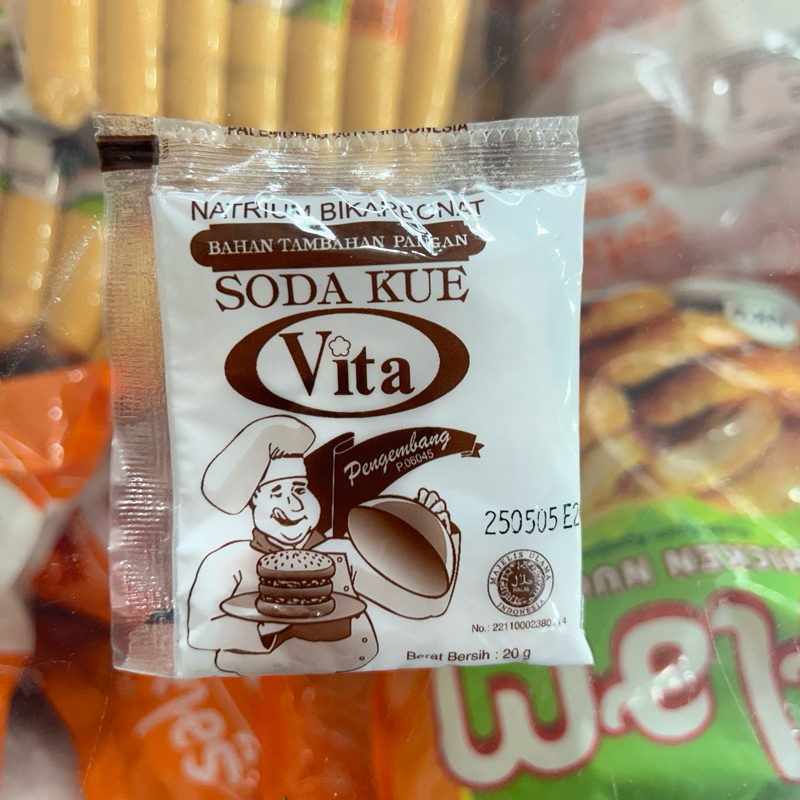 PALEMBANG
INDONESIA
NATRIUM BIKARBONAT
BAHAN TAMBAHAN PANGAN
SODA KUE
Vita
Pengembang
P.06045
250505 E2
MAJELIS ULAMA
HALAL
INDONESIA
No.: 22110002380
Berat Bersih : 20 g